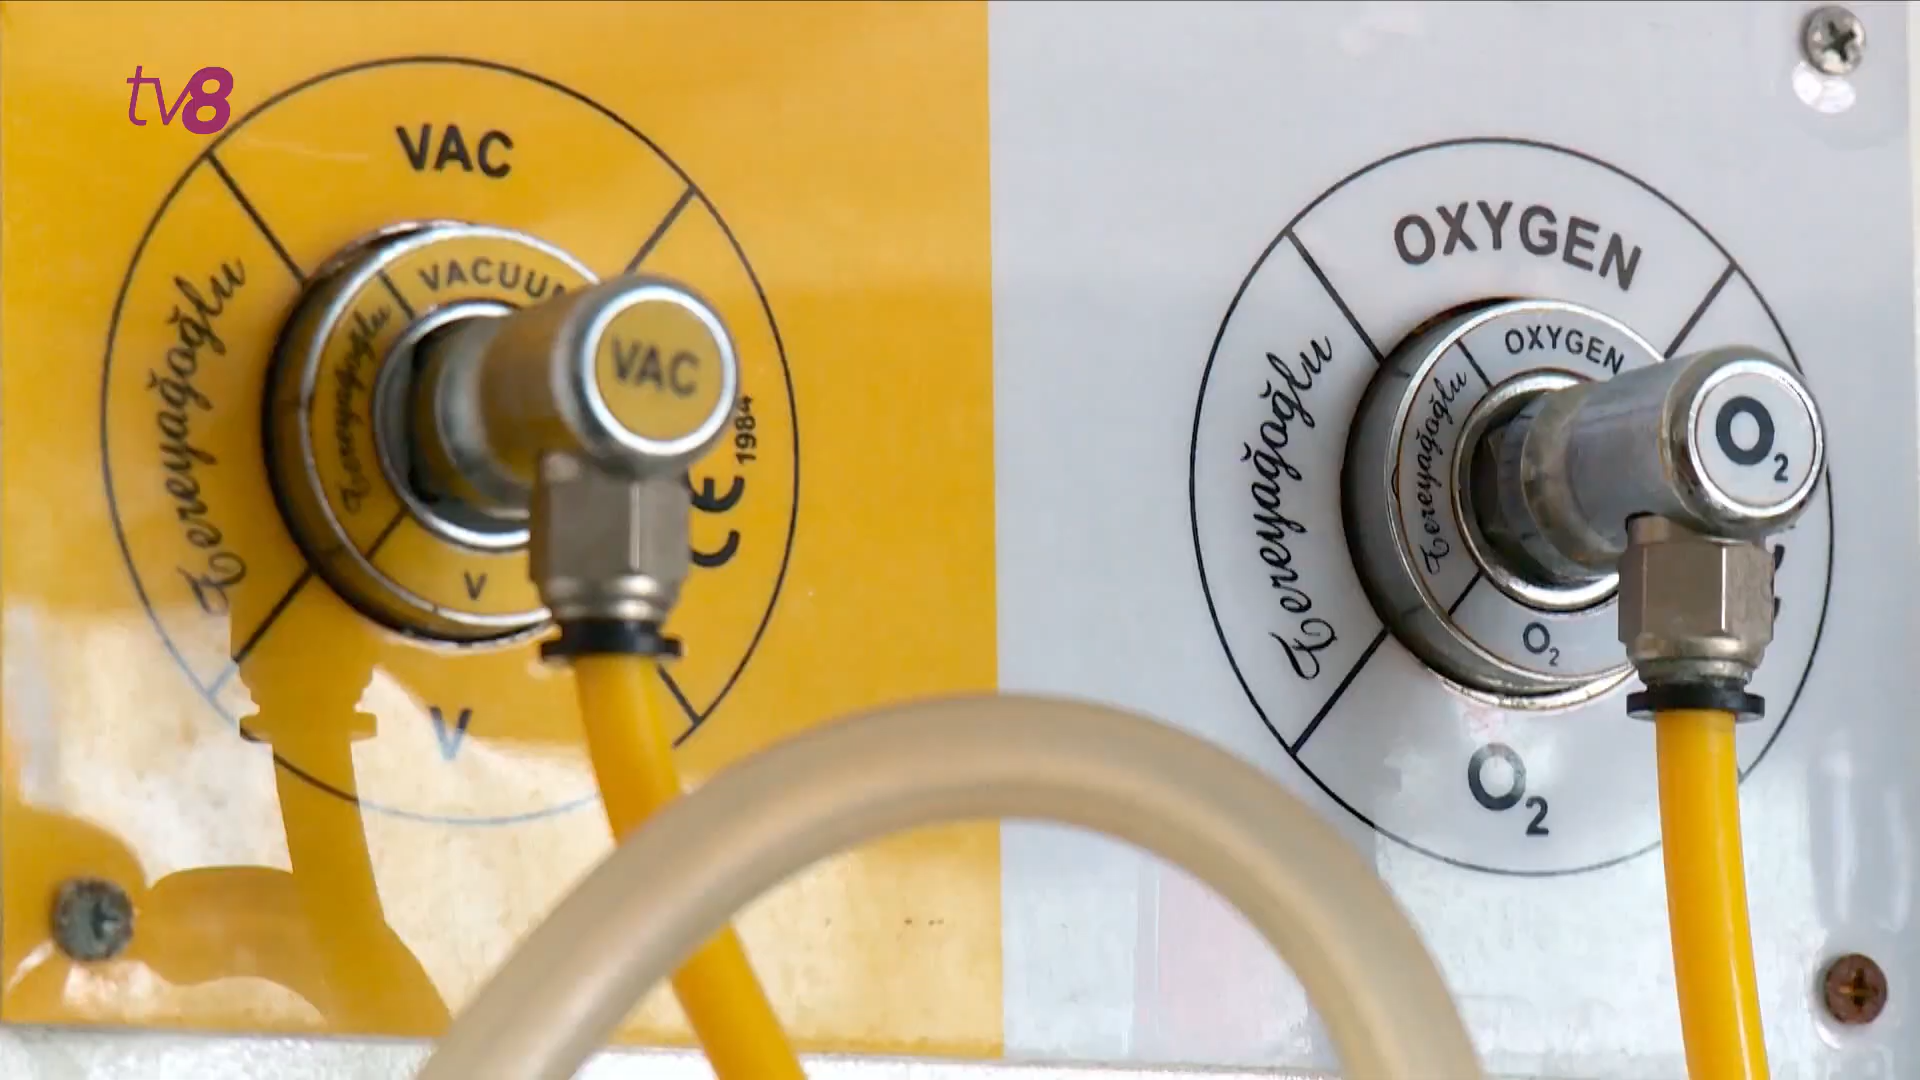 tv8
VAC
Tereyağoğlu
VACUUM
Tereyağoğlu
VAC
1984
CE
V
V
OXYGEN
Tereyağoğlu
OXYGEN
Tereyağoğlu
O₂
O₂
O₂